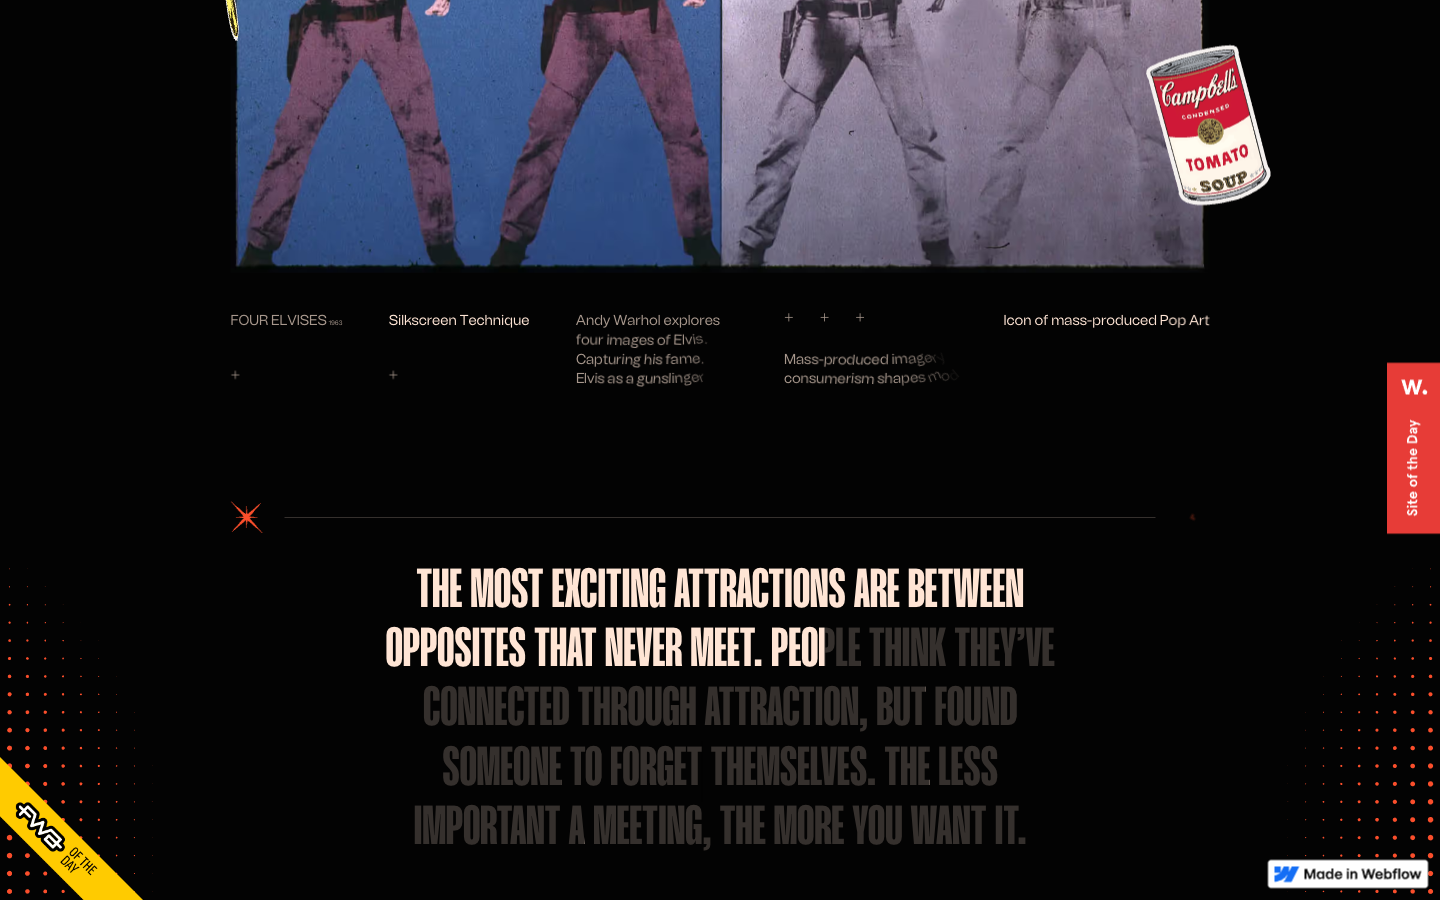 Campbell's
CONDENSED
TOMATO
SOUP
FOUR ELVISES 1963
Silkscreen Technique
Andy Warhol explores
four images of Elvis.
Capturing his fame.
Elvis as a gunslinger
+ + +
Mass-produced imagery
consumerism shapes
Icon of mass-produced Pop Art
+
+
W.
Site of the Day
THE MOST EXCITING ATTRACTIONS ARE BETWEEN
OPPOSITES THAT NEVER MEET. PEOPLE THINK THEY'VE
CONNECTED THROUGH ATTRACTION, BUT FOUND
SOMEONE TO FORGET THEMSELVES. THE LESS
IMPORTANT A MEETING, THE MORE YOU WANT IT.
FWA
OF THE
DAY
Made in Webflow